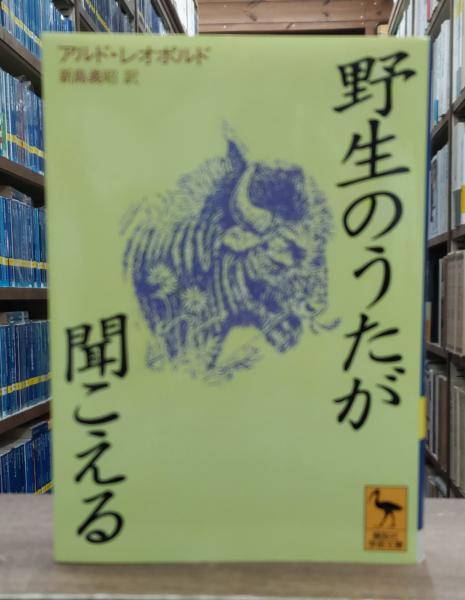 アルド・レオポルド
新島義昭 訳
野生のうたが
聞こえる
講談社
学術文庫